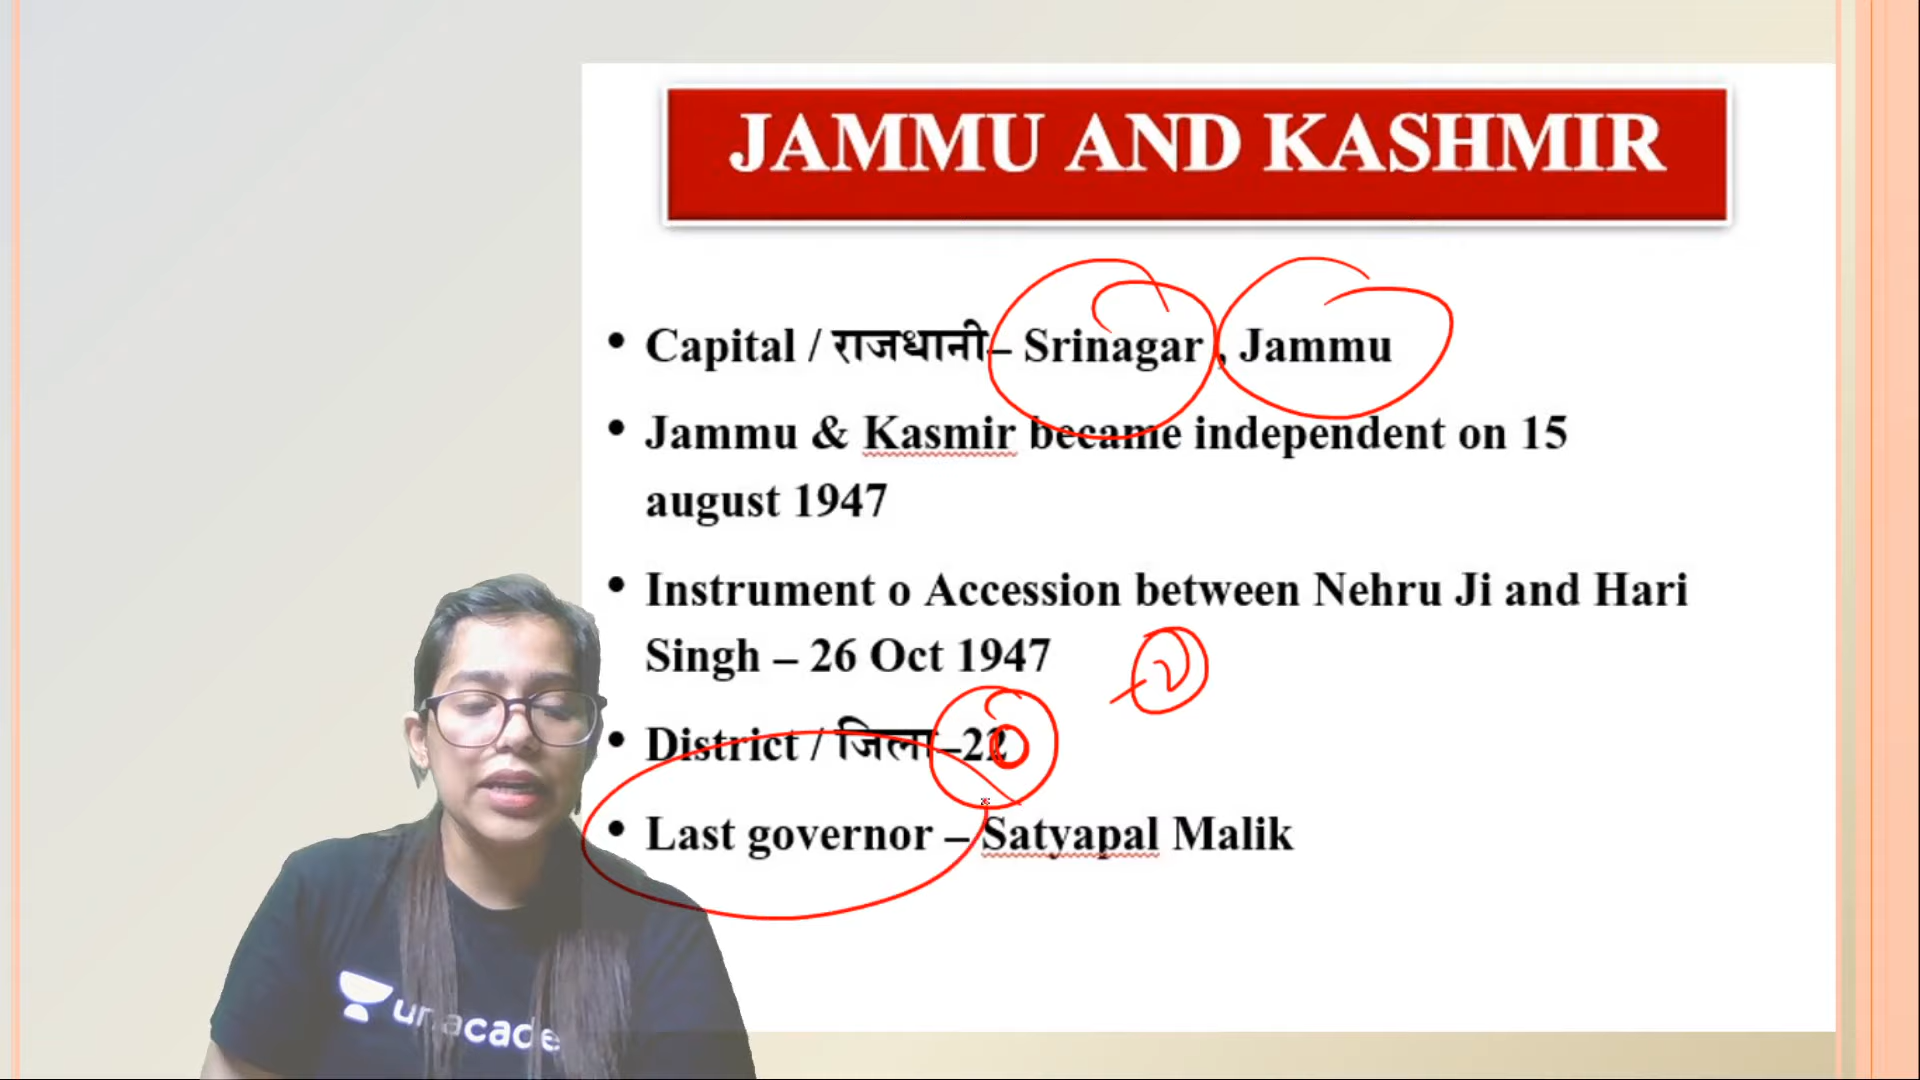 JAMMU AND KASHMIR
• Capital / राजधानी– Srinagar , Jammu
• Jammu & Kasmir became independent on 15
august 1947
• Instrument o Accession between Nehru Ji and Hari
Singh – 26 Oct 1947
• District / जिला –22
• Last governor – Satyapal Malik
unacade